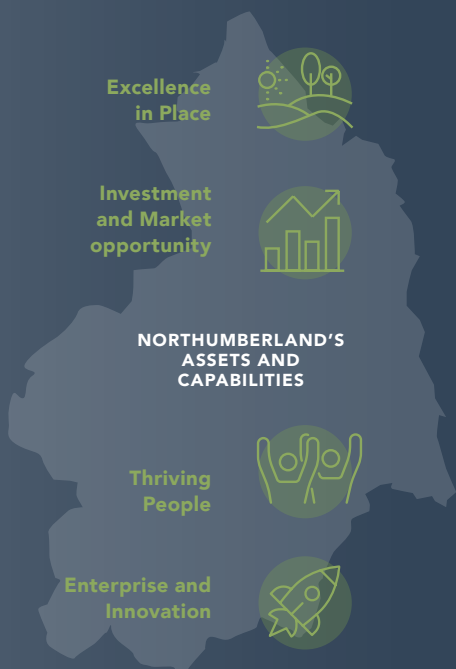 Excellence
in Place
Investment
and Market
opportunity
NORTHUMBERLAND’S
ASSETS AND
CAPABILITIES
Thriving
People
Enterprise and
Innovation